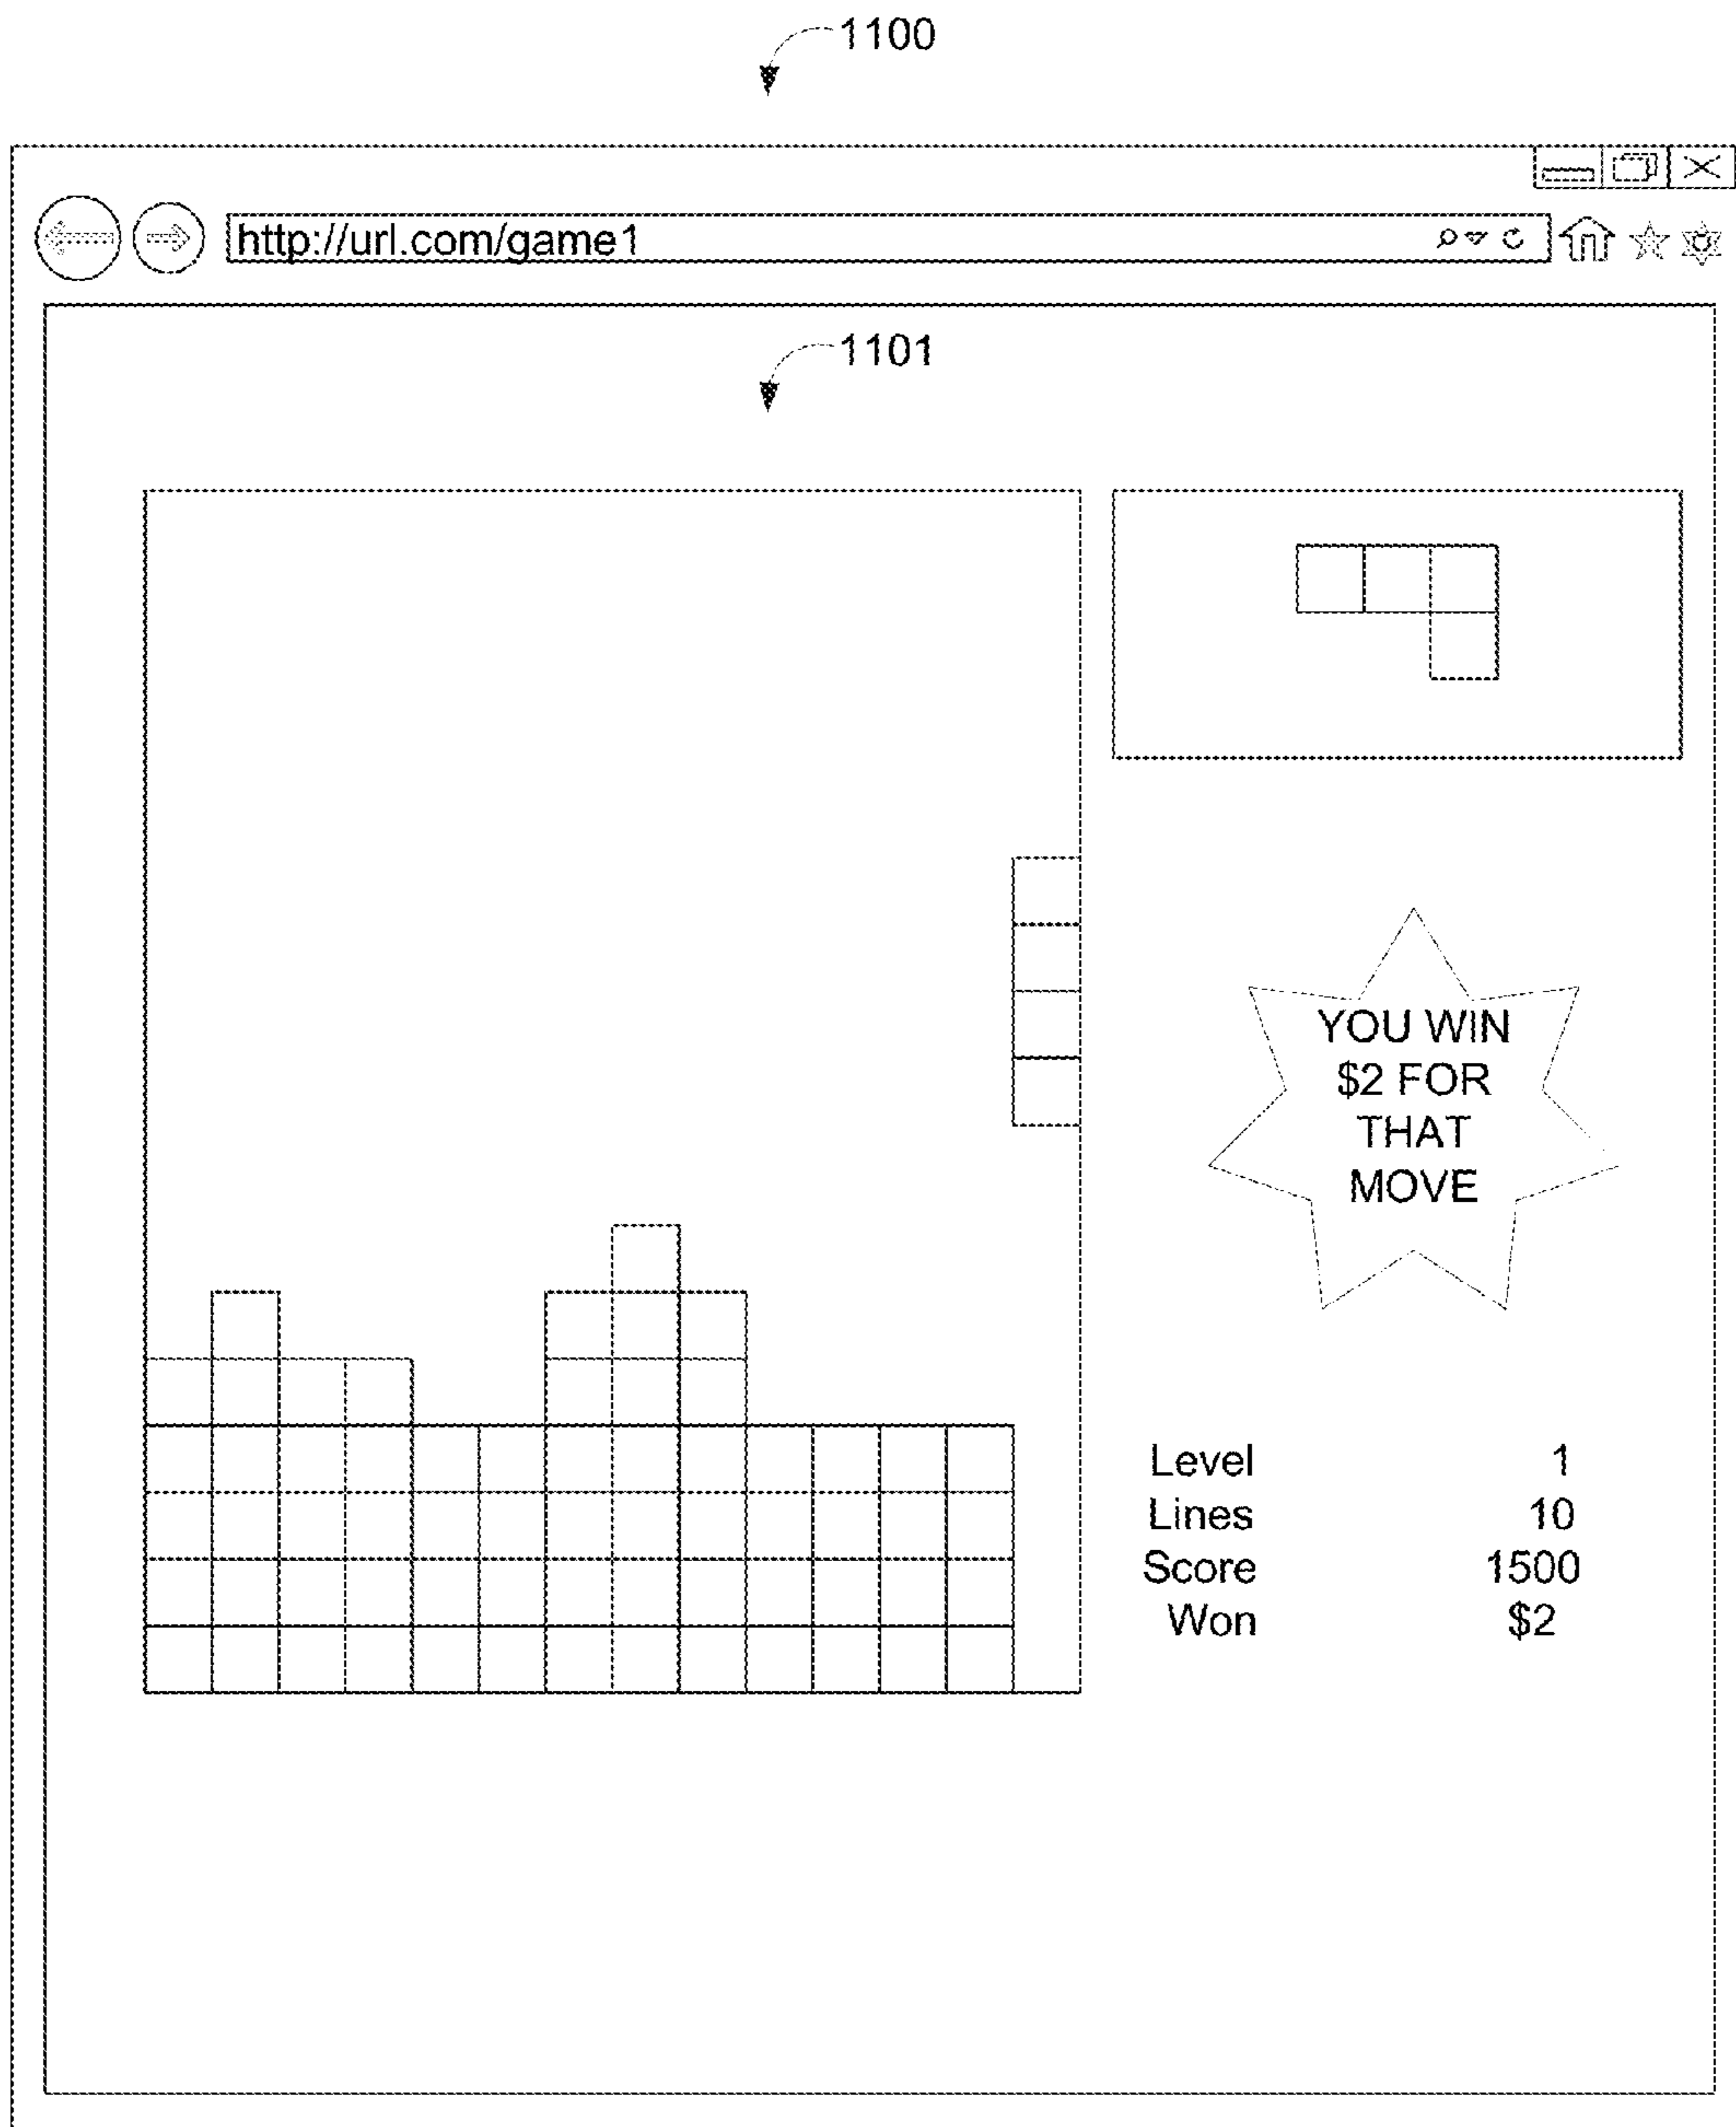 1100
http://url.com/game1
1101
YOU WIN
$2 FOR
THAT
MOVE
Level 1
Lines 10
Score 1500
Won $2